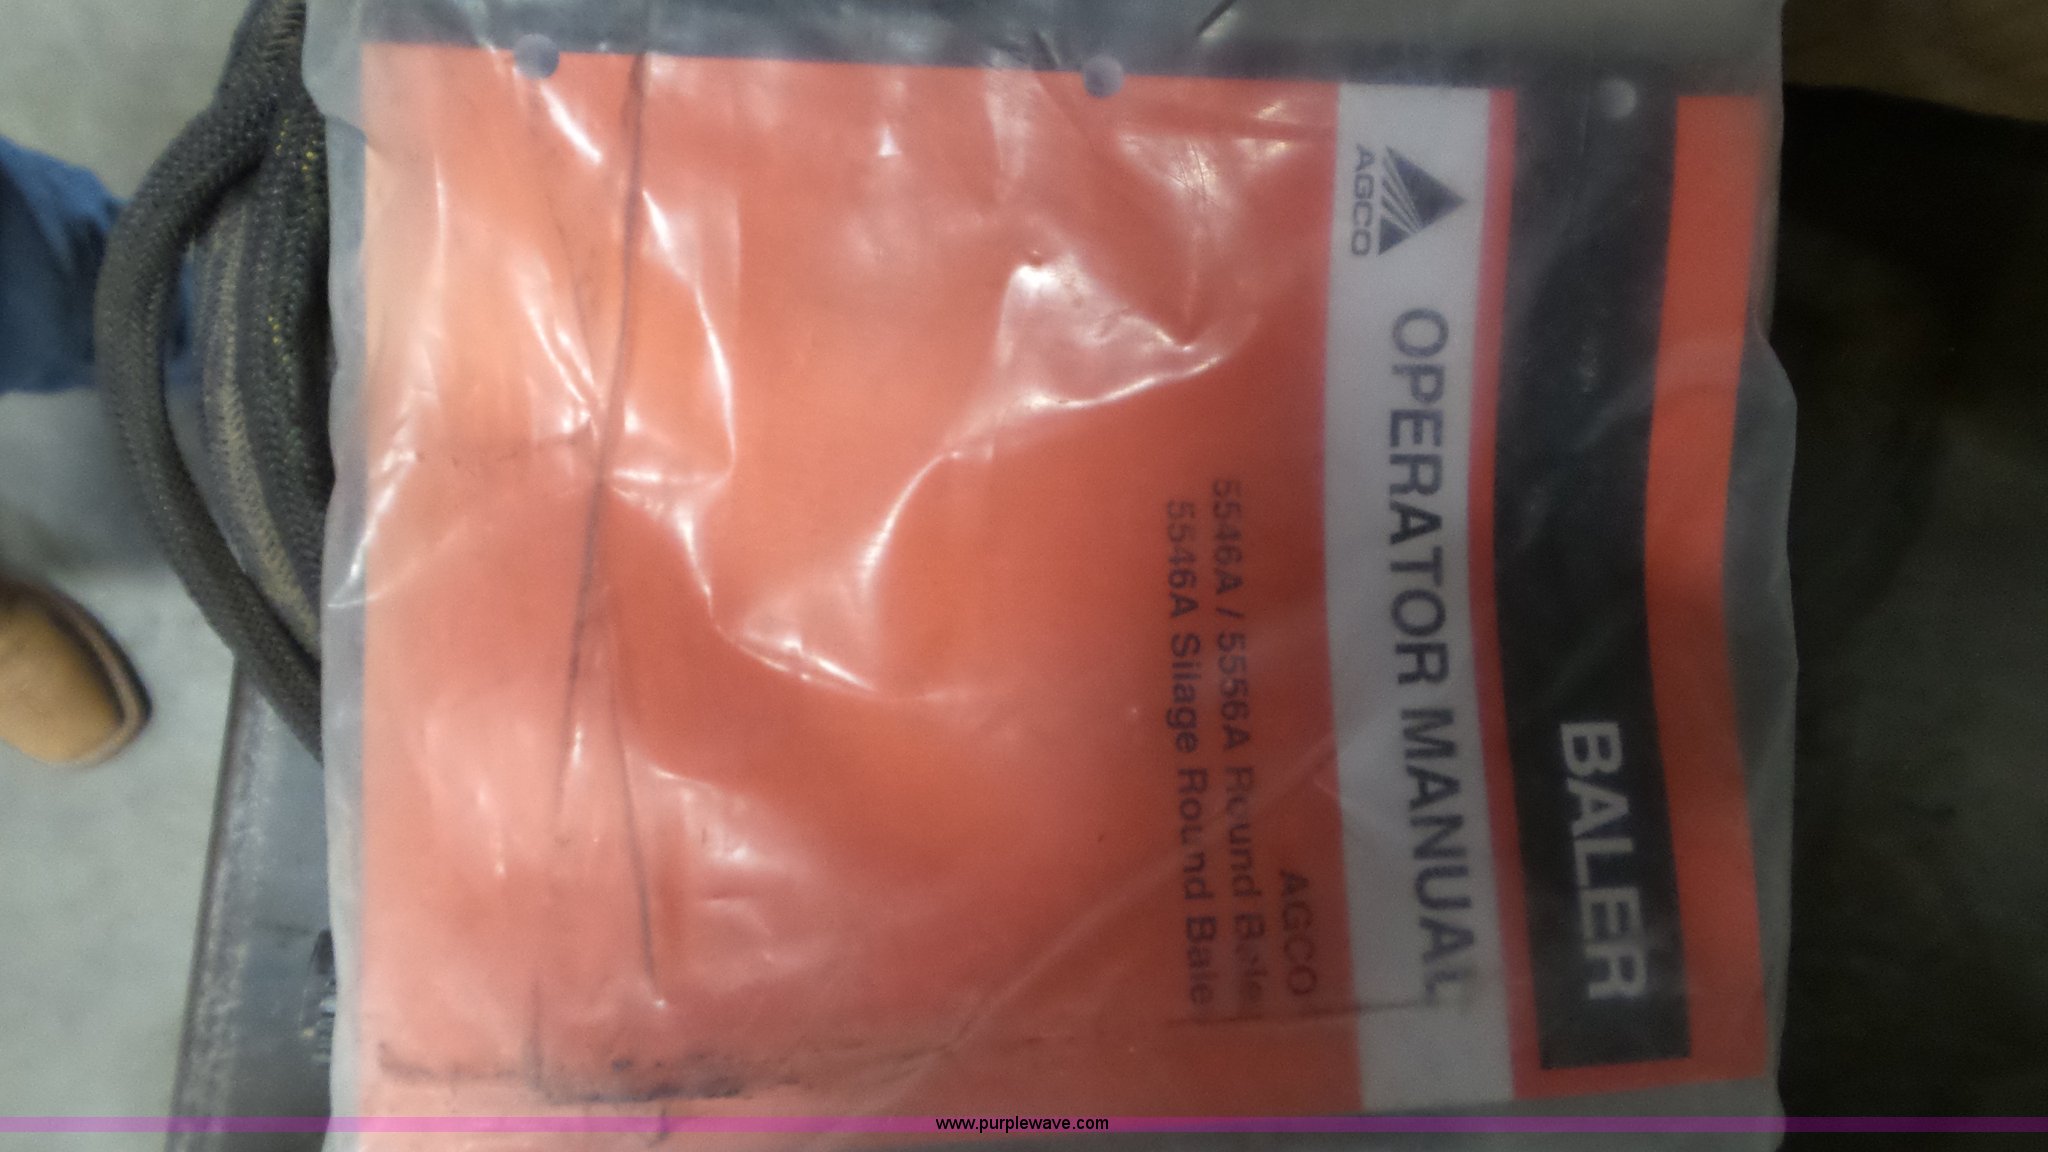 BALER
AGCO
OPERATOR MANUAL
AGCO
5546A / 5556A Round Baler
5546A Silage Round Bale
www.purplewave.com